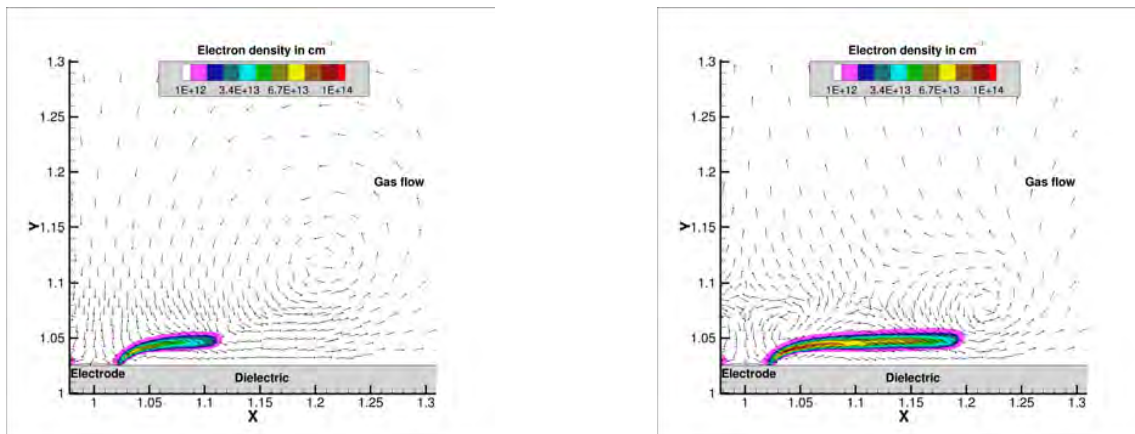 Electron density in cm
1E+12 3.4E+13 6.7E+13 1E+14
1.3
1.25
1.2
1.15
1.1
1.05
1
Y
Gas flow
Electrode
Dielectric
1 1.05 1.1 1.15 1.2 1.25 1.3
X
Electron density in cm
1E+12 3.4E+13 6.7E+13 1E+14
1.3
1.25
1.2
1.15
1.1
1.05
1
Y
Gas flow
Electrode
Dielectric
1 1.05 1.1 1.15 1.2 1.25 1.3
X